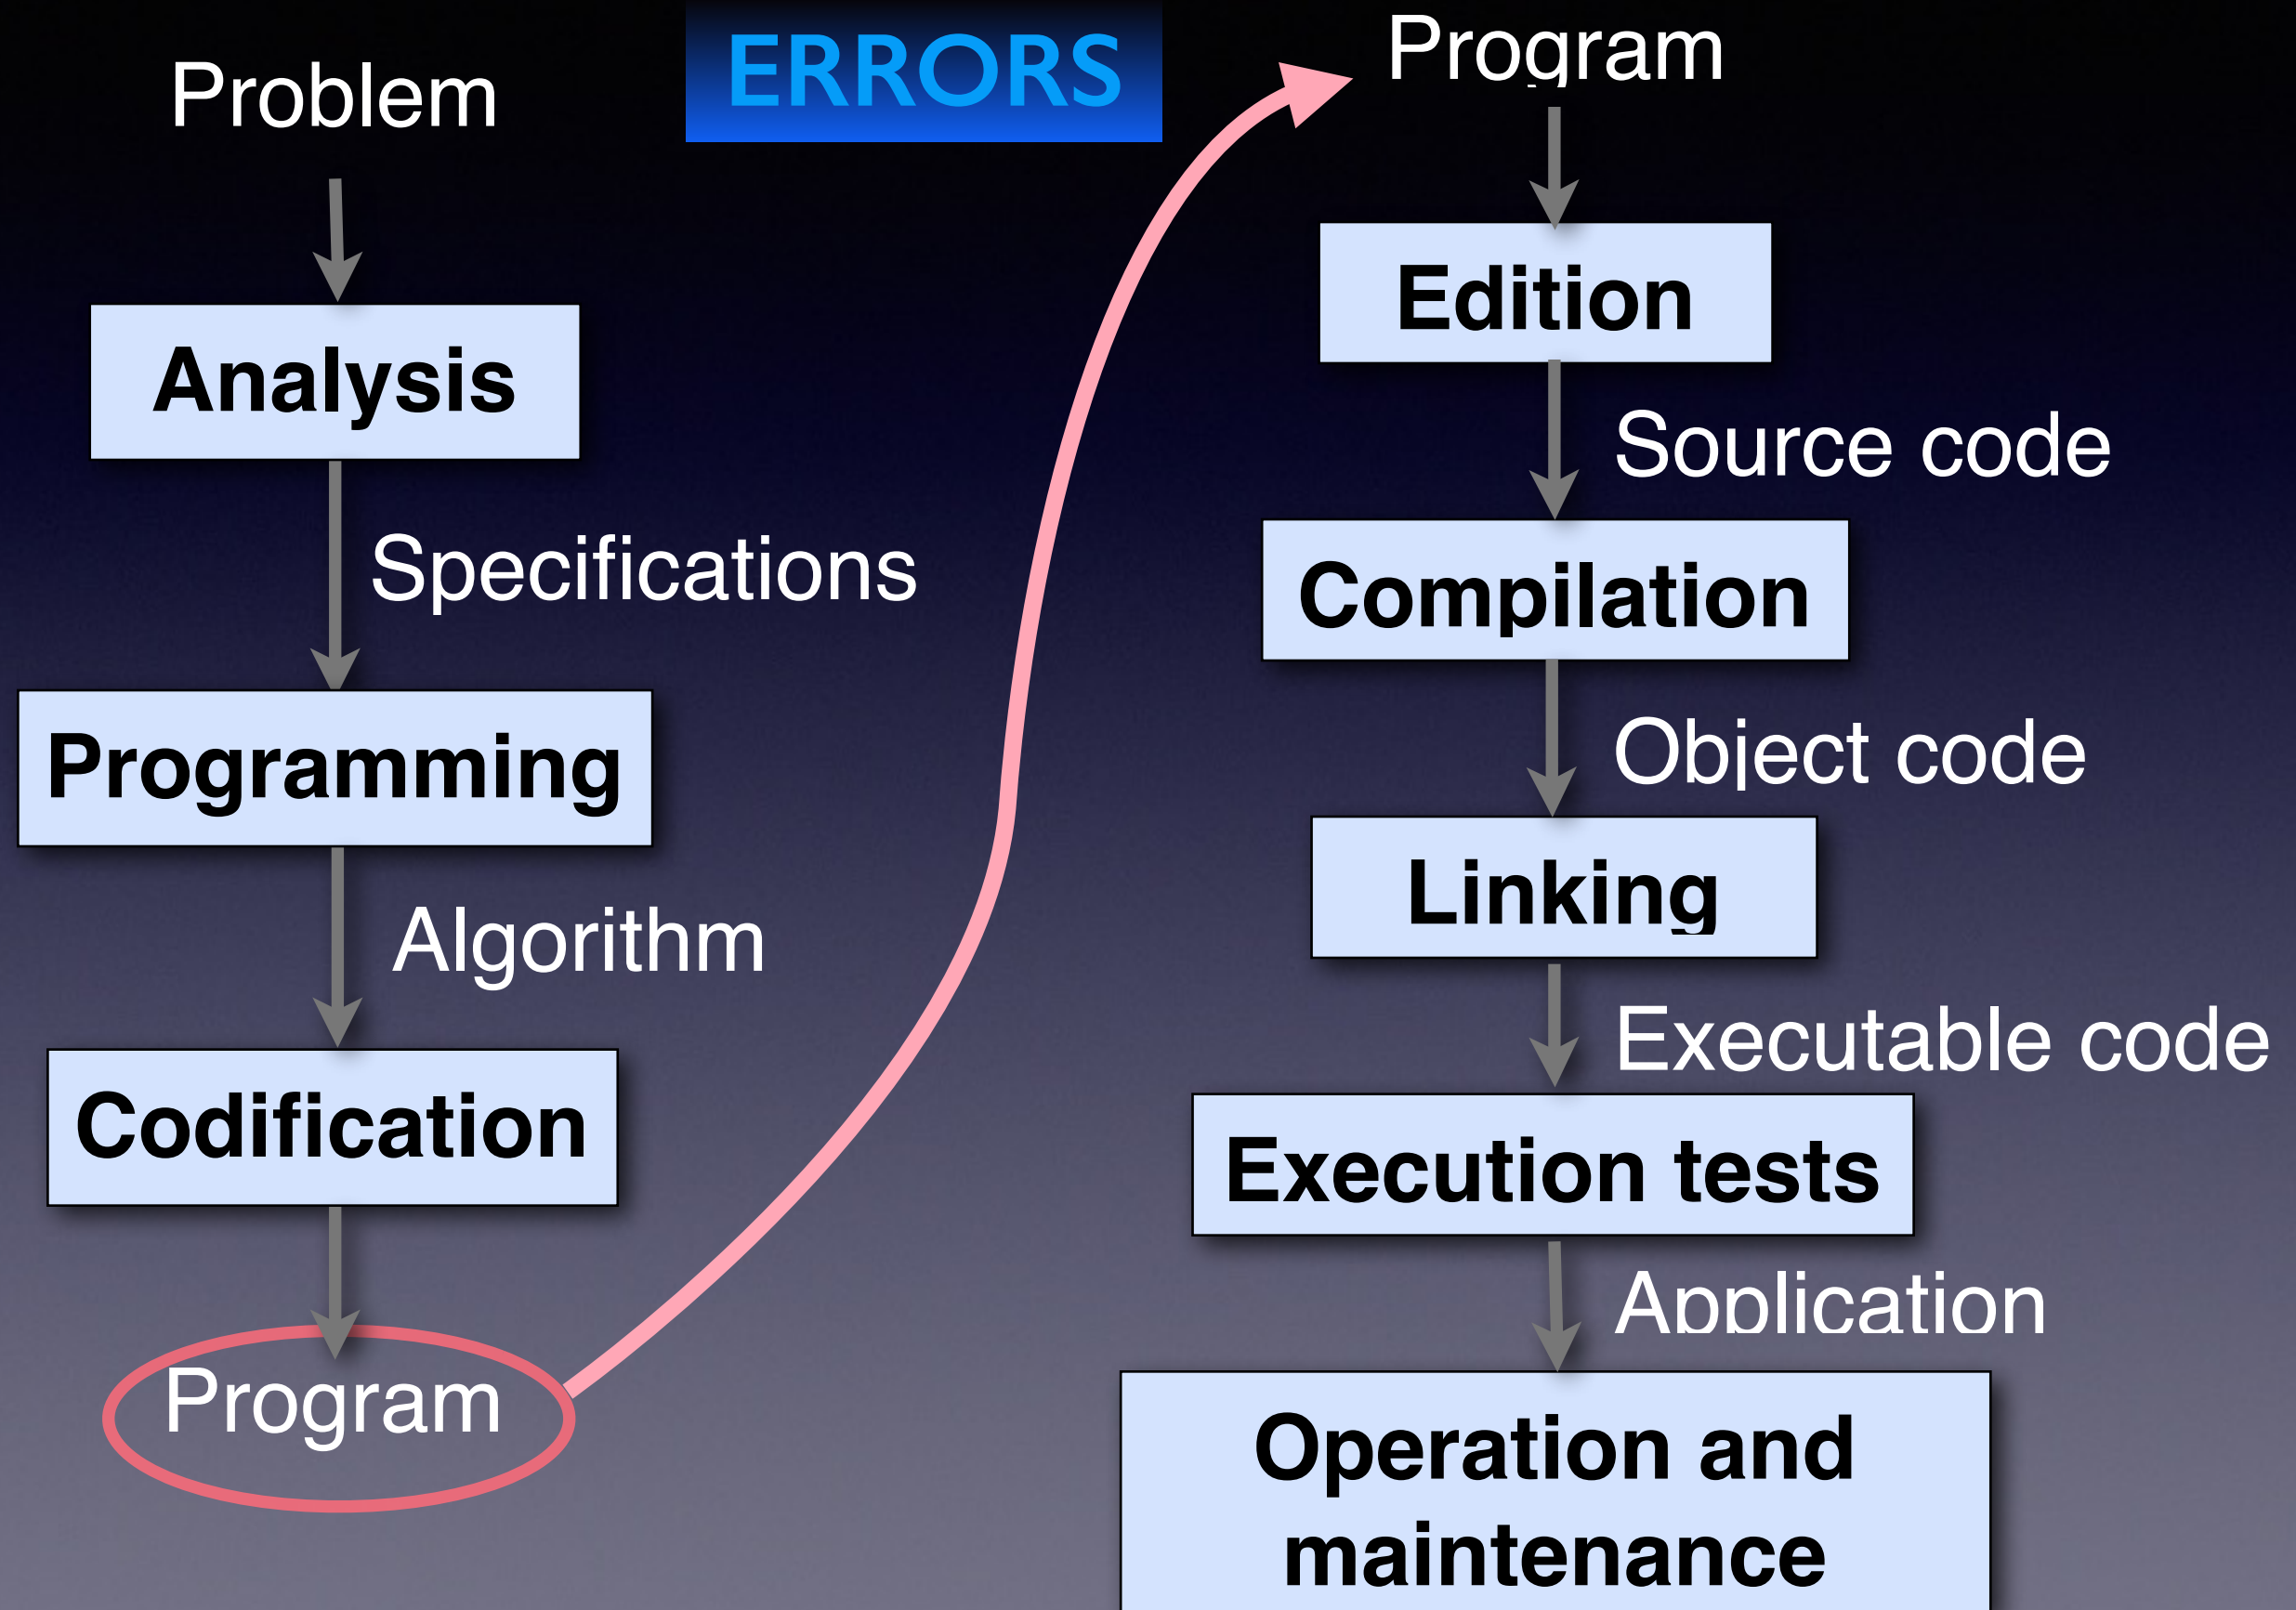 ERRORS
Problem
Analysis
Specifications
Programming
Algorithm
Codification
Program
Program
Edition
Source code
Compilation
Object code
Linking
Executable code
Execution tests
Application
Operation and
maintenance